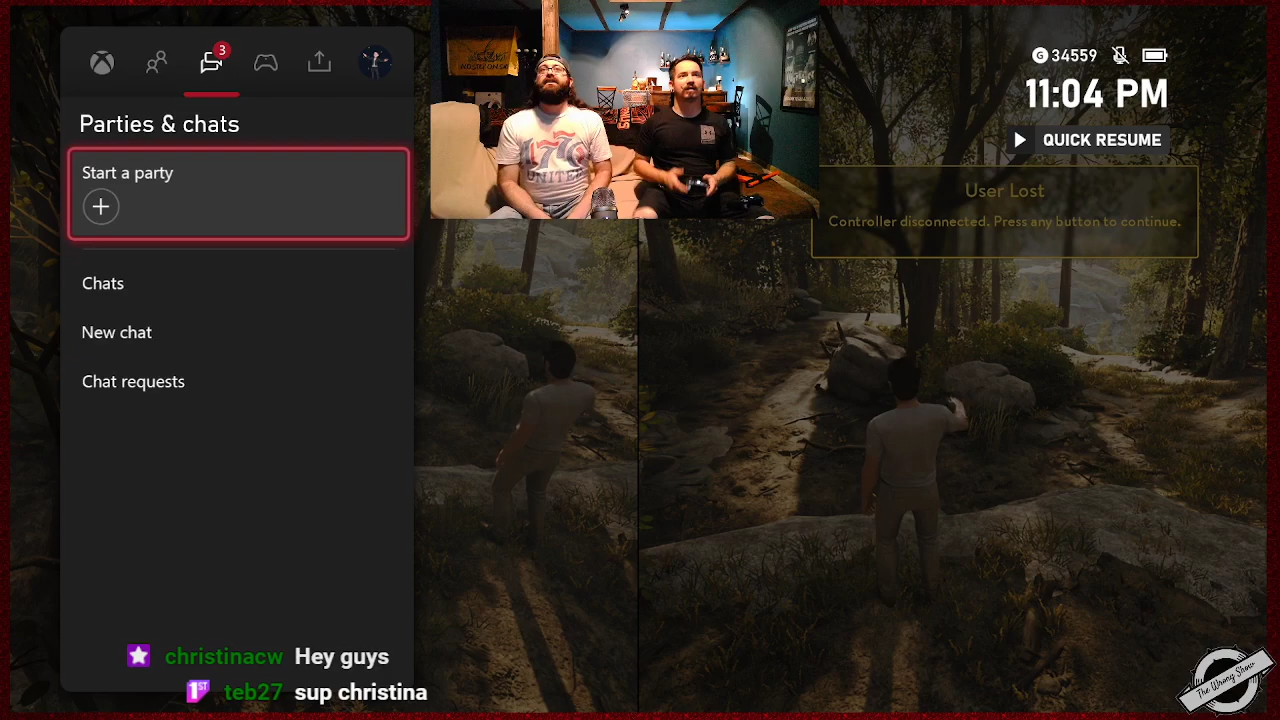 3
Parties & chats
Start a party
Chats
New chat
Chat requests
34559
11:04 PM
QUICK RESUME
User Lost
Controller disconnected. Press any button to continue.
1776
UNITED
christinacw Hey guys
1ST teb27 sup christina
The Wrong Show